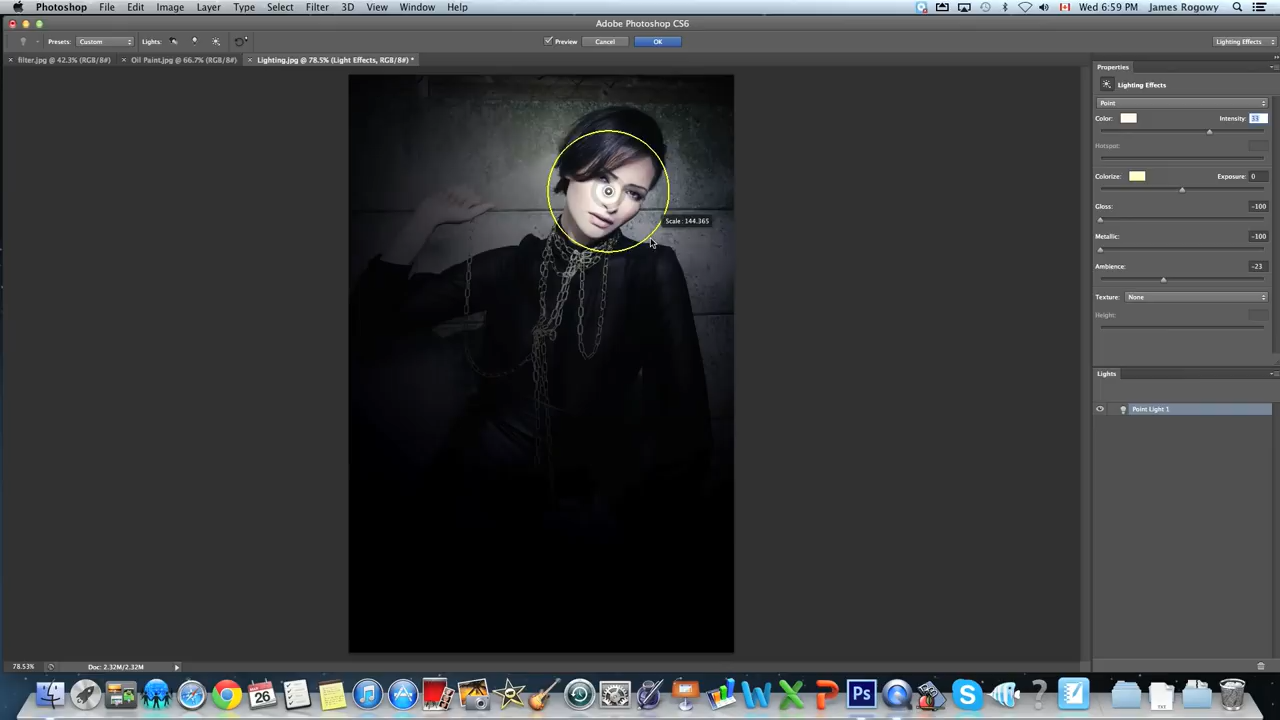 Photoshop File Edit Image Layer Type Select Filter 3D View Window Help Wed 6:59 PM James Rogowy
Adobe Photoshop CS6
Presets: Custom Lights: Preview Cancel OK Lighting Effects
filter.jpg @ 42.3% (RGB/8#) Oil Paint.jpg @ 66.7% (RGB/8#) Lighting.jpg @ 78.5% (Light Effects, RGB/8#) *
Properties
Lighting Effects
Point
Color: Intensity: 33
Hotspot:
Colorize: Exposure: 0
Gloss: -100
Scale: 144.365
Metallic: -100
Ambience: -23
Texture: None
Height:
Lights
Point Light 1
78.53% Doc: 2.32M/2.32M
26